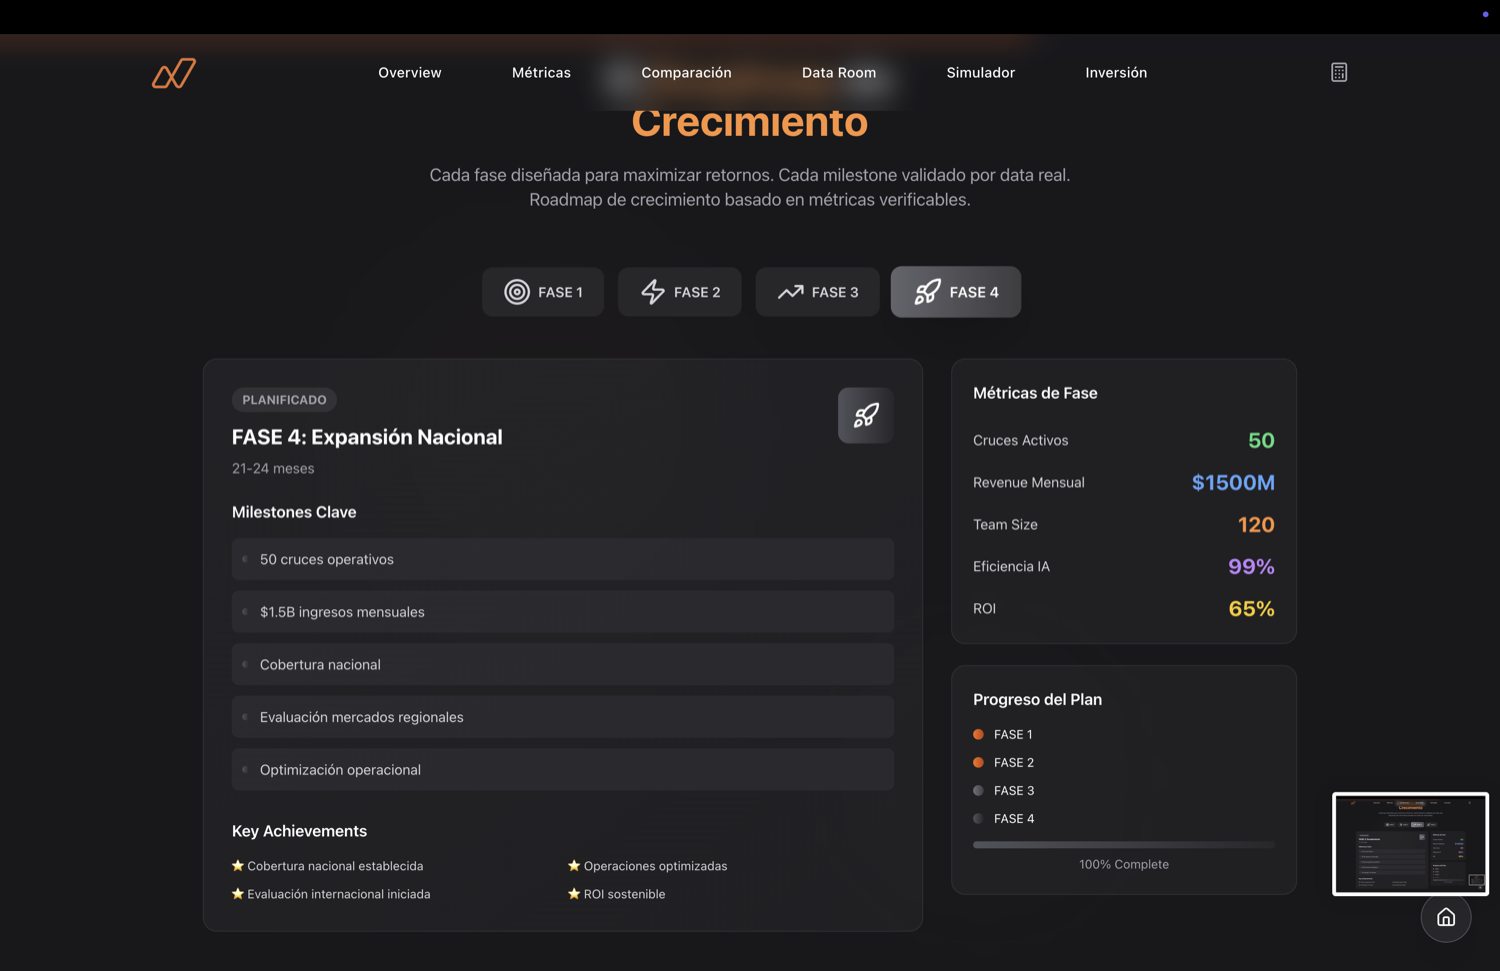 Overview
Métricas
Comparación
Data Room
Simulador
Inversión
Crecimiento
Cada fase diseñada para maximizar retornos. Cada milestone validado por data real.
Roadmap de crecimiento basado en métricas verificables.
FASE 1
FASE 2
FASE 3
FASE 4
PLANIFICADO
FASE 4: Expansión Nacional
21-24 meses
Milestones Clave
50 cruces operativos
$1.5B ingresos mensuales
Cobertura nacional
Evaluación mercados regionales
Optimización operacional
Key Achievements
Cobertura nacional establecida
Operaciones optimizadas
Evaluación internacional iniciada
ROI sostenible
Métricas de Fase
Cruces Activos 50
Revenue Mensual $1500M
Team Size 120
Eficiencia IA 99%
ROI 65%
Progreso del Plan
FASE 1
FASE 2
FASE 3
FASE 4
100% Complete
Crecimiento